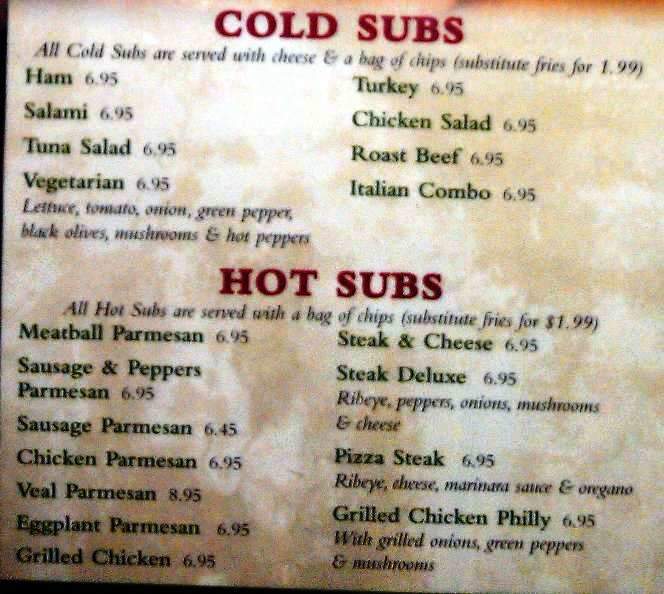 COLD SUBS
All Cold Subs are served with cheese & a bag of chips (substitute fries for 1.99)
Ham 6.95
Salami 6.95
Tuna Salad 6.95
Vegetarian 6.95
Lettuce, tomato, onion, green pepper,
black olives, mushrooms & hot peppers
Turkey 6.95
Chicken Salad 6.95
Roast Beef 6.95
Italian Combo 6.95
HOT SUBS
All Hot Subs are served with a bag of chips (substitute fries for $1.99)
Meatball Parmesan 6.95
Sausage & Peppers
Parmesan 6.95
Sausage Parmesan 6.45
Chicken Parmesan 6.95
Veal Parmesan 8.95
Eggplant Parmesan 6.95
Grilled Chicken 6.95
Steak & Cheese 6.95
Steak Deluxe 6.95
Ribeye, peppers, onions, mushrooms
& cheese
Pizza Steak 6.95
Ribeye, cheese, marinara sauce & oregano
Grilled Chicken Philly 6.95
With grilled onions, green peppers
& mushrooms